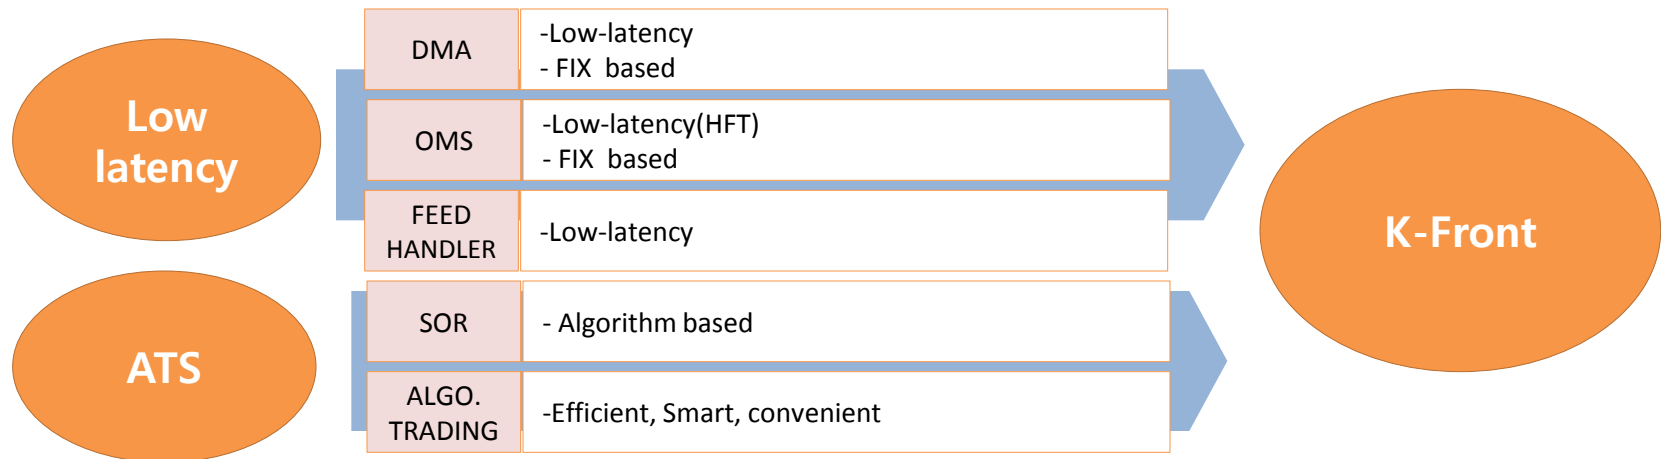 Low
latency
DMA
-Low-latency
- FIX  based
OMS
-Low-latency(HFT)
- FIX  based
FEED
HANDLER
-Low-latency
ATS
SOR
- Algorithm based
ALGO.
TRADING
-Efficient, Smart, convenient
K-Front